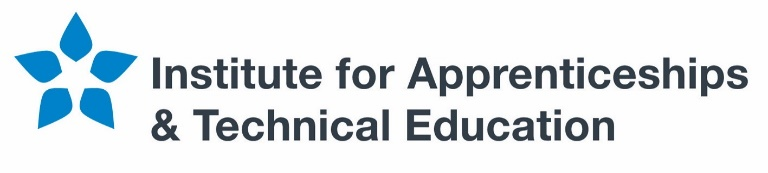 Institute for Apprenticeships
& Technical Education